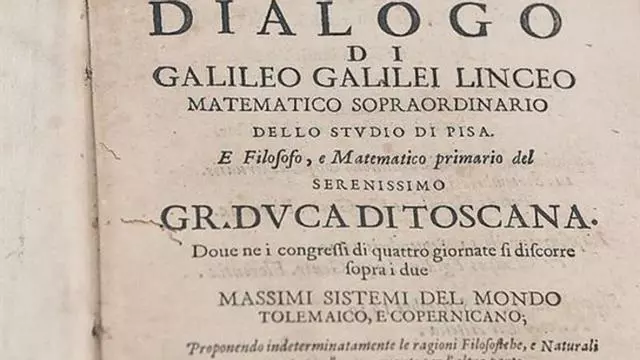 DIALOGO
DI
GALILEO GALILEI LINCEO
MATEMATICO SOPRAORDINARIO
DELLO STVDIO DI PISA.
E Filosofo, e Matematico primario del
SERENISSIMO
GR.DVCA DI TOSCANA.
Doue ne i congressi di quattro giornate si discorre
sopra i due
MASSIMI SISTEMI DEL MONDO
TOLEMAICO, E COPERNICANO;
Proponendo indeterminatamente le ragioni Filosofiche, e Naturali